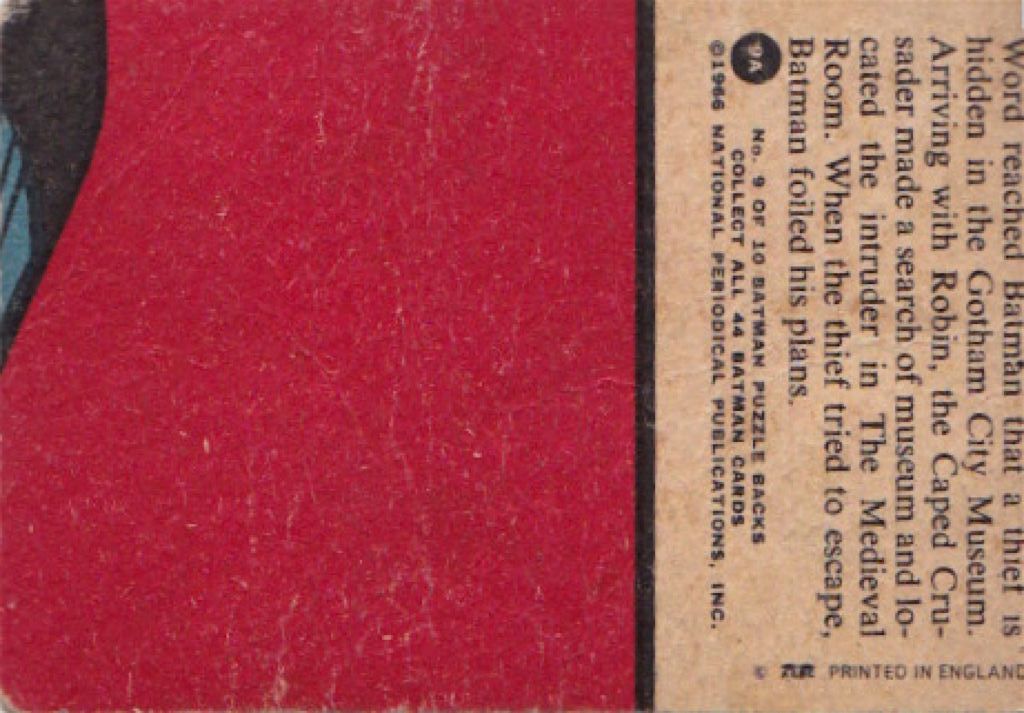 Word reached Batman that a thief is
hidden in the Gotham City Museum.
Arriving with Robin, the Caped Cru-
sader made a search of museum and lo-
cated the intruder in The Medieval
Room. When the thief tried to escape,
Batman foiled his plans.
9A
No. 9 OF 10 BATMAN PUZZLE BACKS
COLLECT ALL 44 BATMAN CARDS
©1966 NATIONAL PERIODICAL PUBLICATIONS, INC.
© PRINTED IN ENGLAND